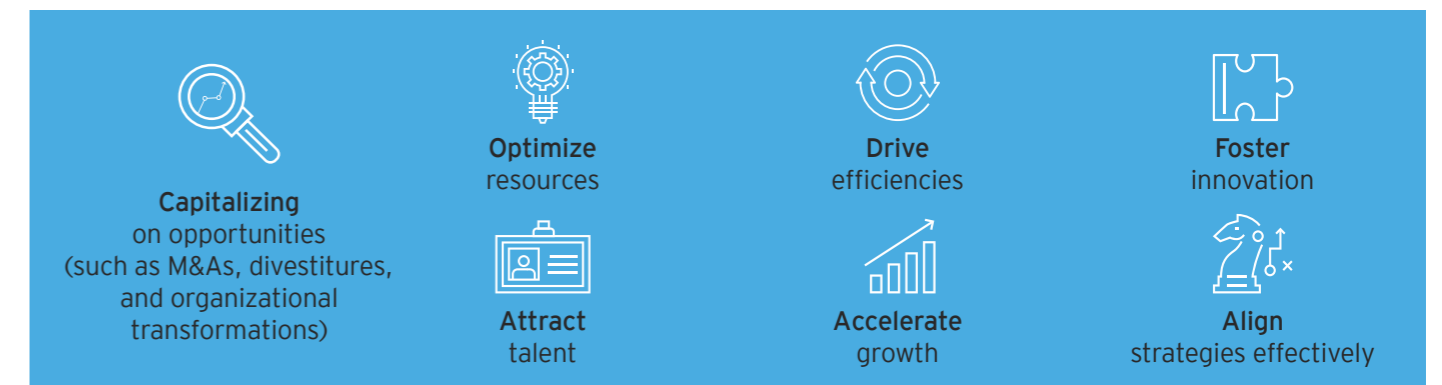 Capitalizing
on opportunities
(such as M&As, divestitures,
and organizational
transformations)
Optimize
resources
Drive
efficiencies
Foster
innovation
Attract
talent
Accelerate
growth
Align
strategies effectively